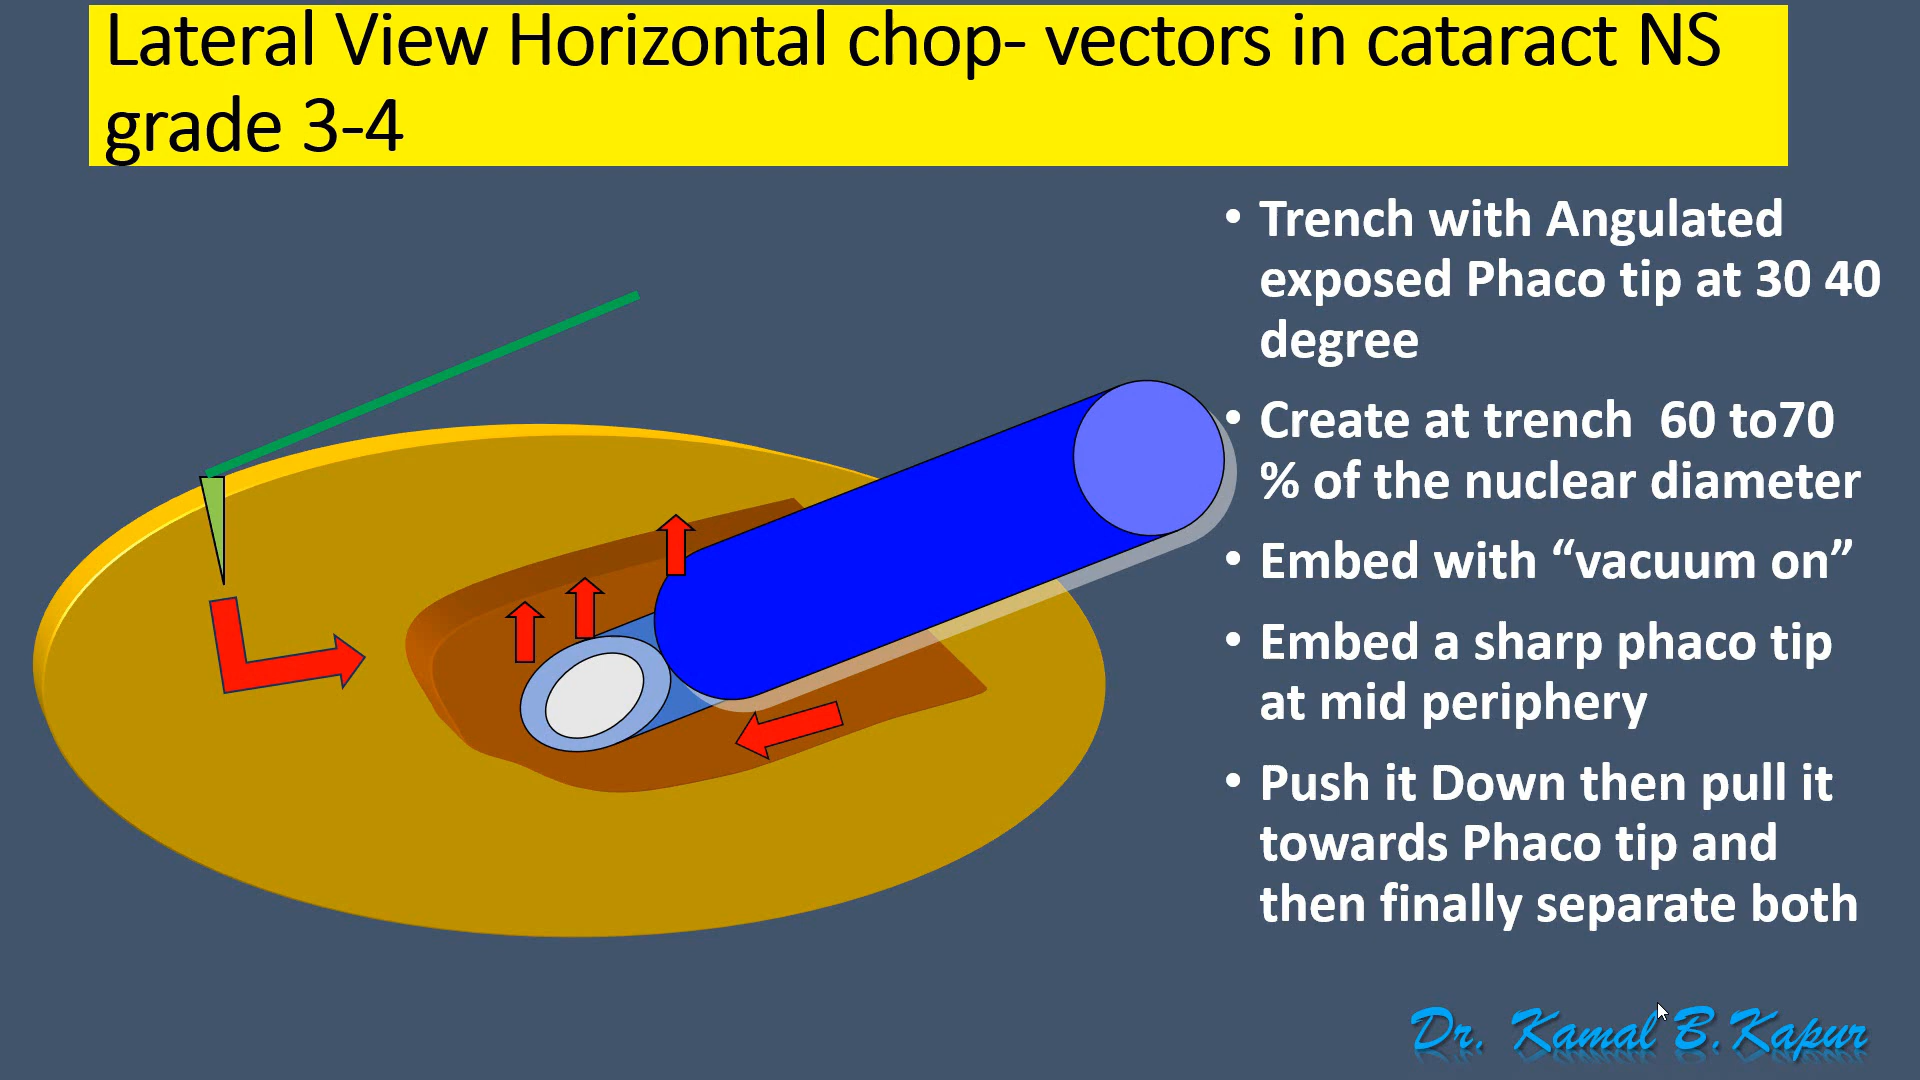 Lateral View Horizontal chop- vectors in cataract NS
grade 3-4
• Trench with Angulated
exposed Phaco tip at 30 40
degree
• Create at trench  60 to70
% of the nuclear diameter
• Embed with “vacuum on”
• Embed a sharp phaco tip
at mid periphery
• Push it Down then pull it
towards Phaco tip and
then finally separate both
Dr. Kamal B.Kapur